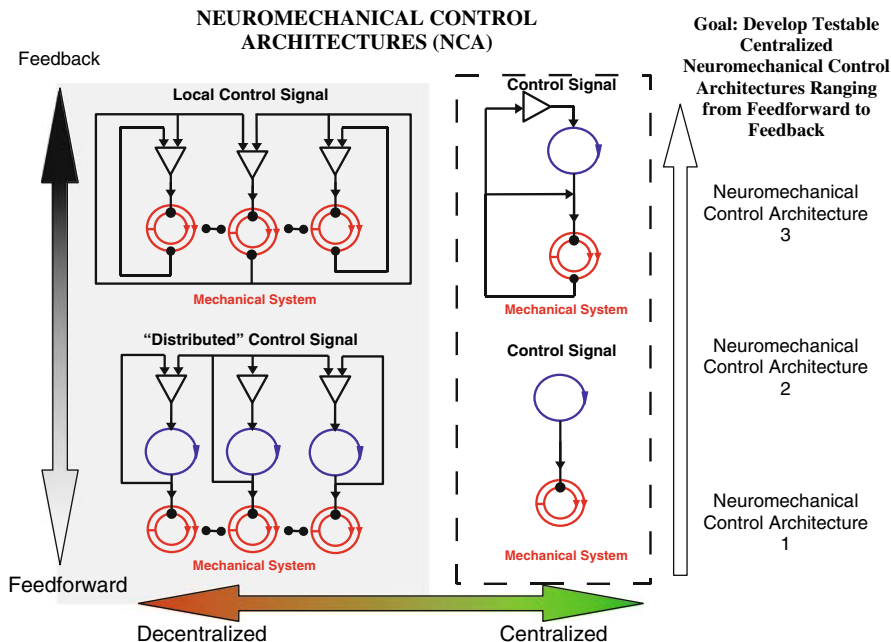 NEUROMECHANICAL CONTROL
ARCHITECTURES (NCA)
Goal: Develop Testable
Centralized
Neuromechanical Control
Architectures Ranging
from Feedforward to
Feedback
Feedback
Local Control Signal
Control Signal
Neuromechanical
Control Architecture
3
Mechanical System
Mechanical System
“Distributed” Control Signal
Control Signal
Neuromechanical
Control Architecture
2
Neuromechanical
Control Architecture
1
Mechanical System
Mechanical System
Feedforward
Decentralized
Centralized